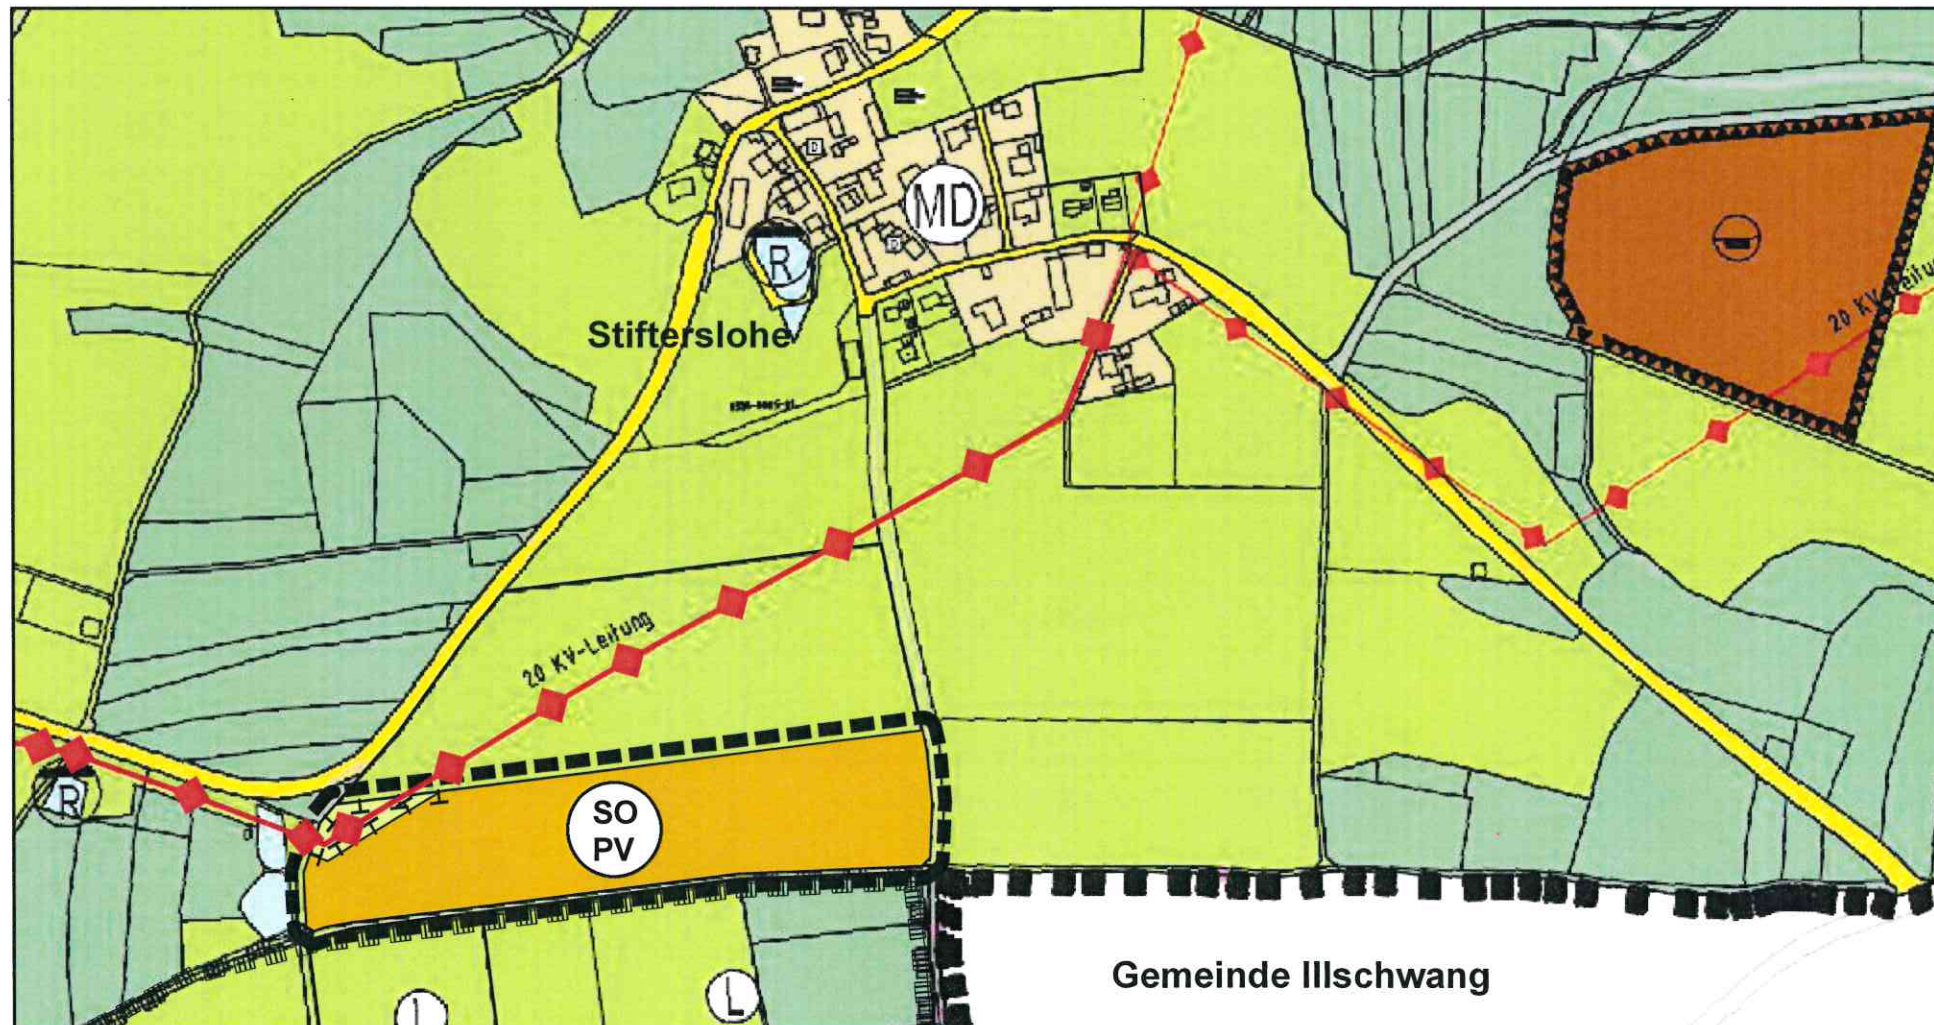 D
MD
D
R
Stifterslohe
20 KV-Leitung
20 KV-Leitung
R
SO
PV
L
L
Gemeinde Illschwang